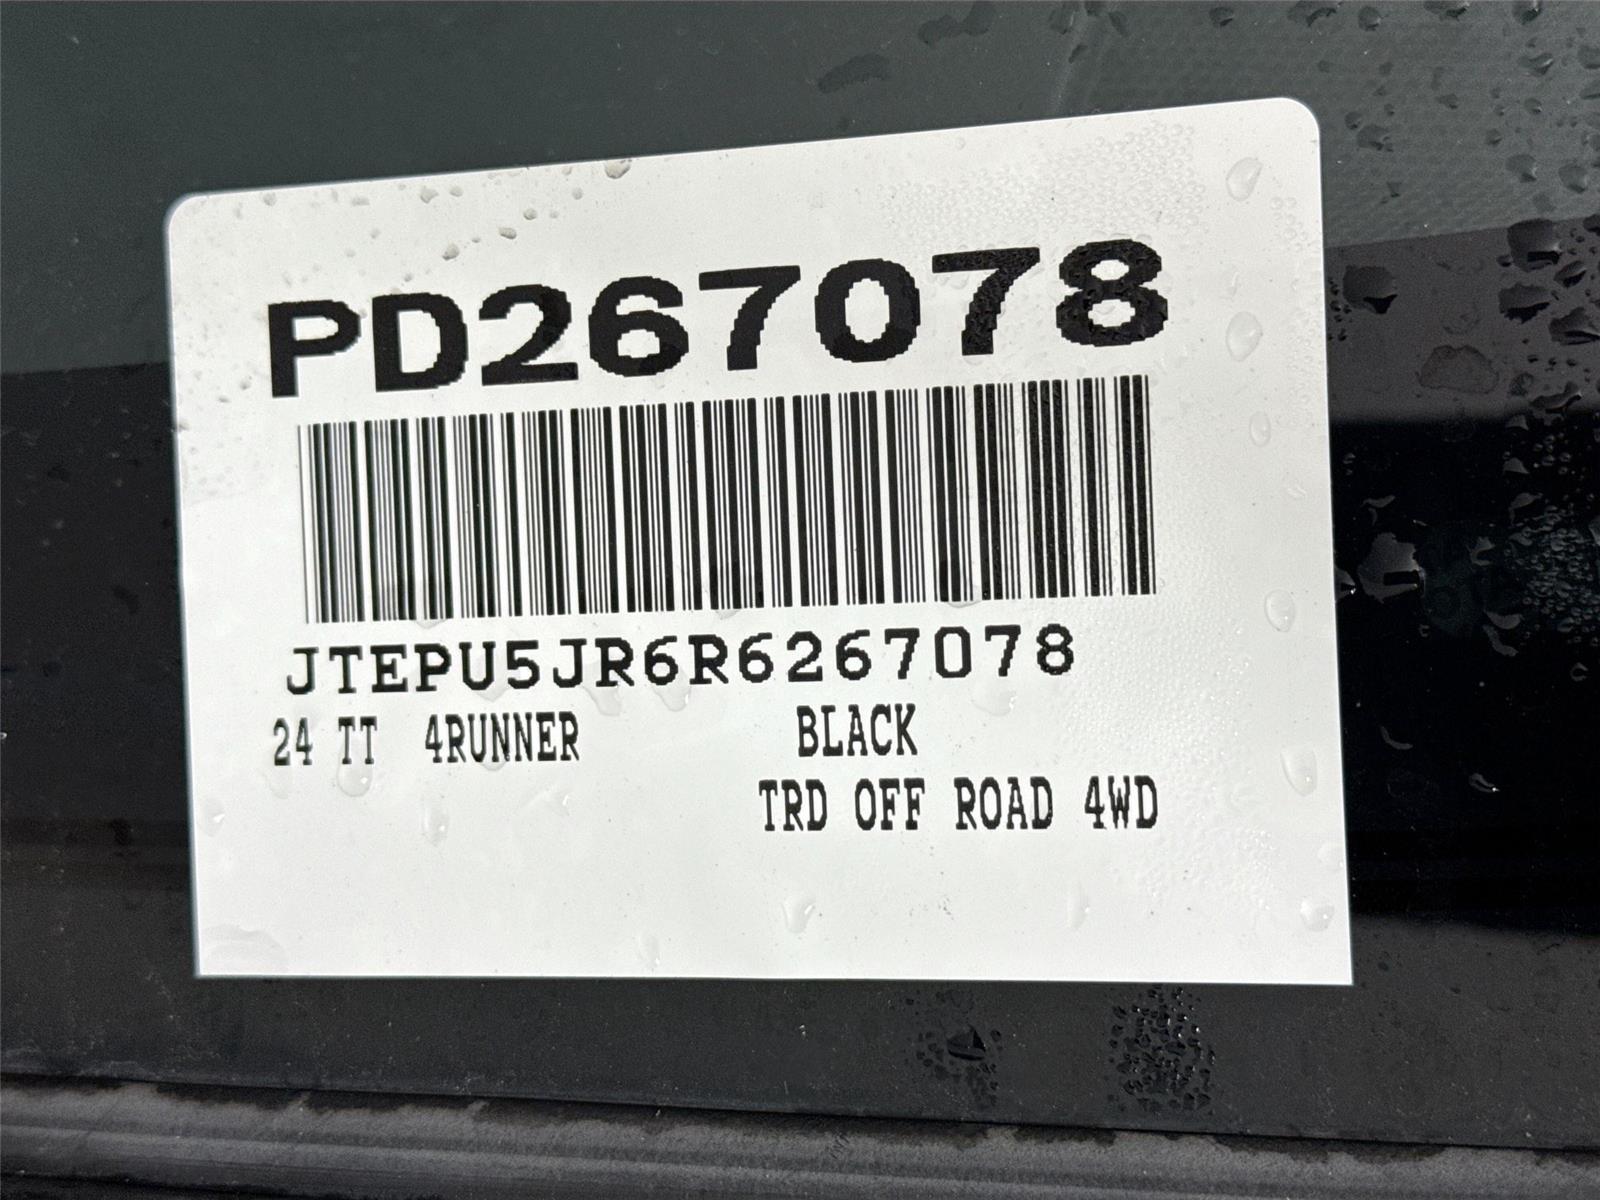 PD267078
JTEPU5JR6R6267078
24 TT 4RUNNER BLACK
TRD OFF ROAD 4WD